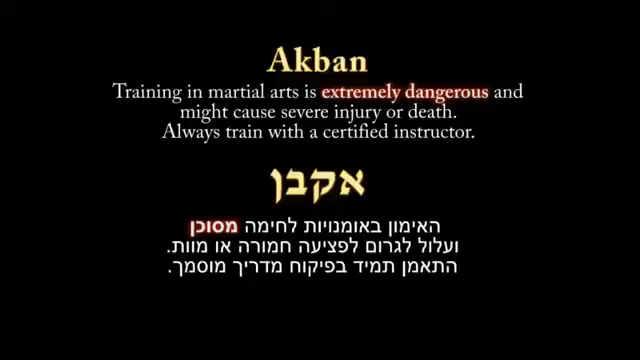 Akban
Training in martial arts is extremely dangerous and
might cause severe injury or death.
Always train with a certified instructor.
אקבן
האימון באומנויות לחימה מסוכן
ועלול לגרום לפציעה חמורה או מוות.
התאמן תמיד בפיקוח מדריך מוסמך.